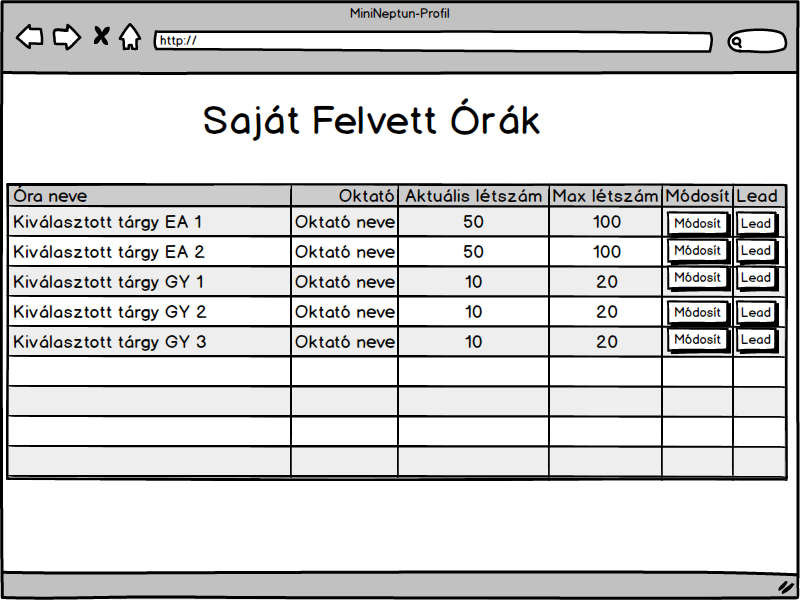 MiniNeptun-Profil
http://
Saját Felvett Órák
Óra neve Oktató Aktuális létszám Max létszám Módosít Lead
Kiválasztott tárgy EA 1 Oktató neve 50 100 Módosít Lead
Kiválasztott tárgy EA 2 Oktató neve 50 100 Módosít Lead
Kiválasztott tárgy GY 1 Oktató neve 10 20 Módosít Lead
Kiválasztott tárgy GY 2 Oktató neve 10 20 Módosít Lead
Kiválasztott tárgy GY 3 Oktató neve 10 20 Módosít Lead